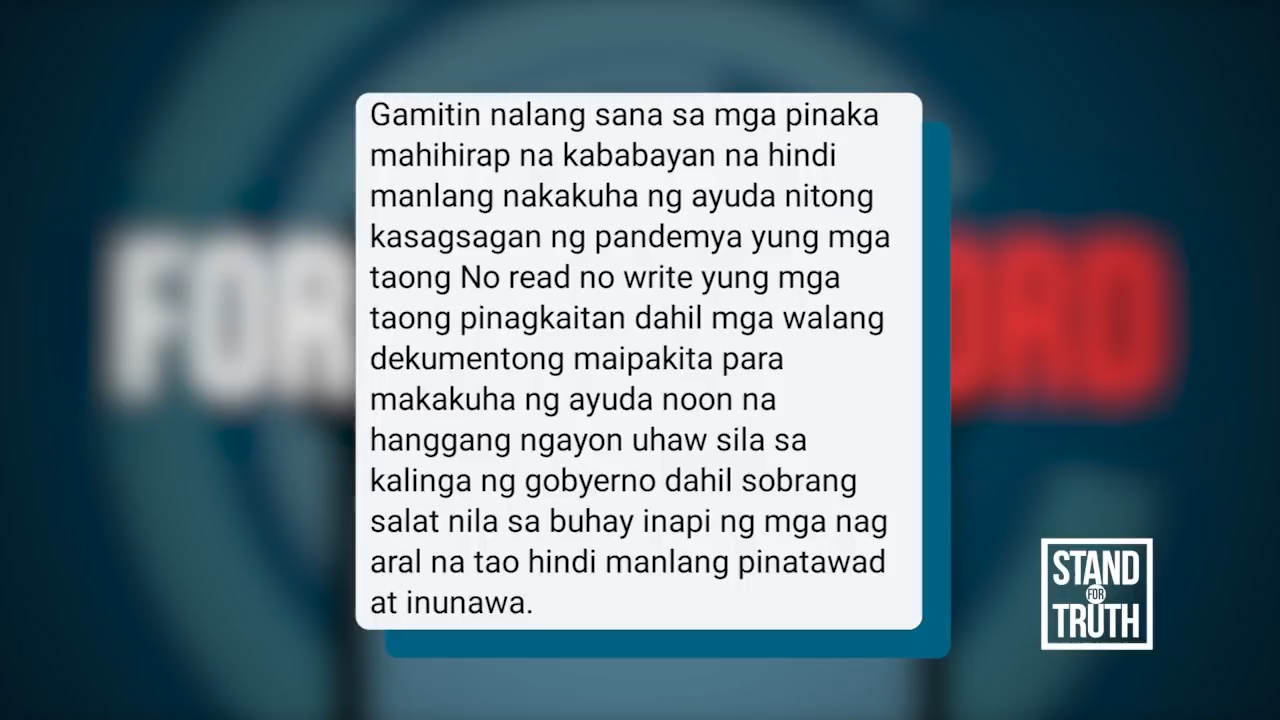 Gamitin nalang sana sa mga pinaka
mahihirap na kababayan na hindi
manlang nakakuha ng ayuda nitong
kasagsagan ng pandemya yung mga
taong No read no write yung mga
taong pinagkaitan dahil mga walang
dekumentong maipakita para
makakuha ng ayuda noon na
hanggang ngayon uhaw sila sa
kalinga ng gobyerno dahil sobrang
salat nila sa buhay inapi ng mga nag
aral na tao hindi manlang pinatawad
at inunawa.
STAND
FOR
TRUTH